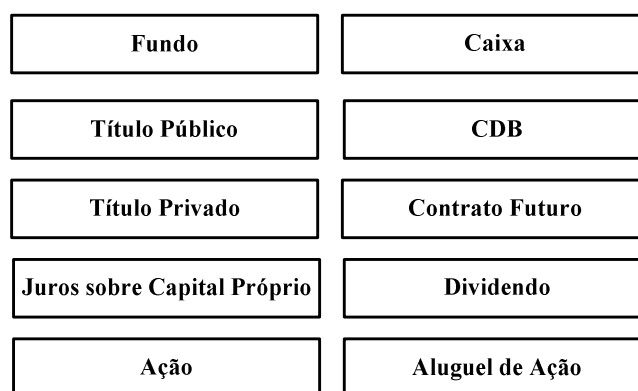 Fundo
Caixa
Título Público
CDB
Título Privado
Contrato Futuro
Juros sobre Capital Próprio
Dividendo
Ação
Aluguel de Ação